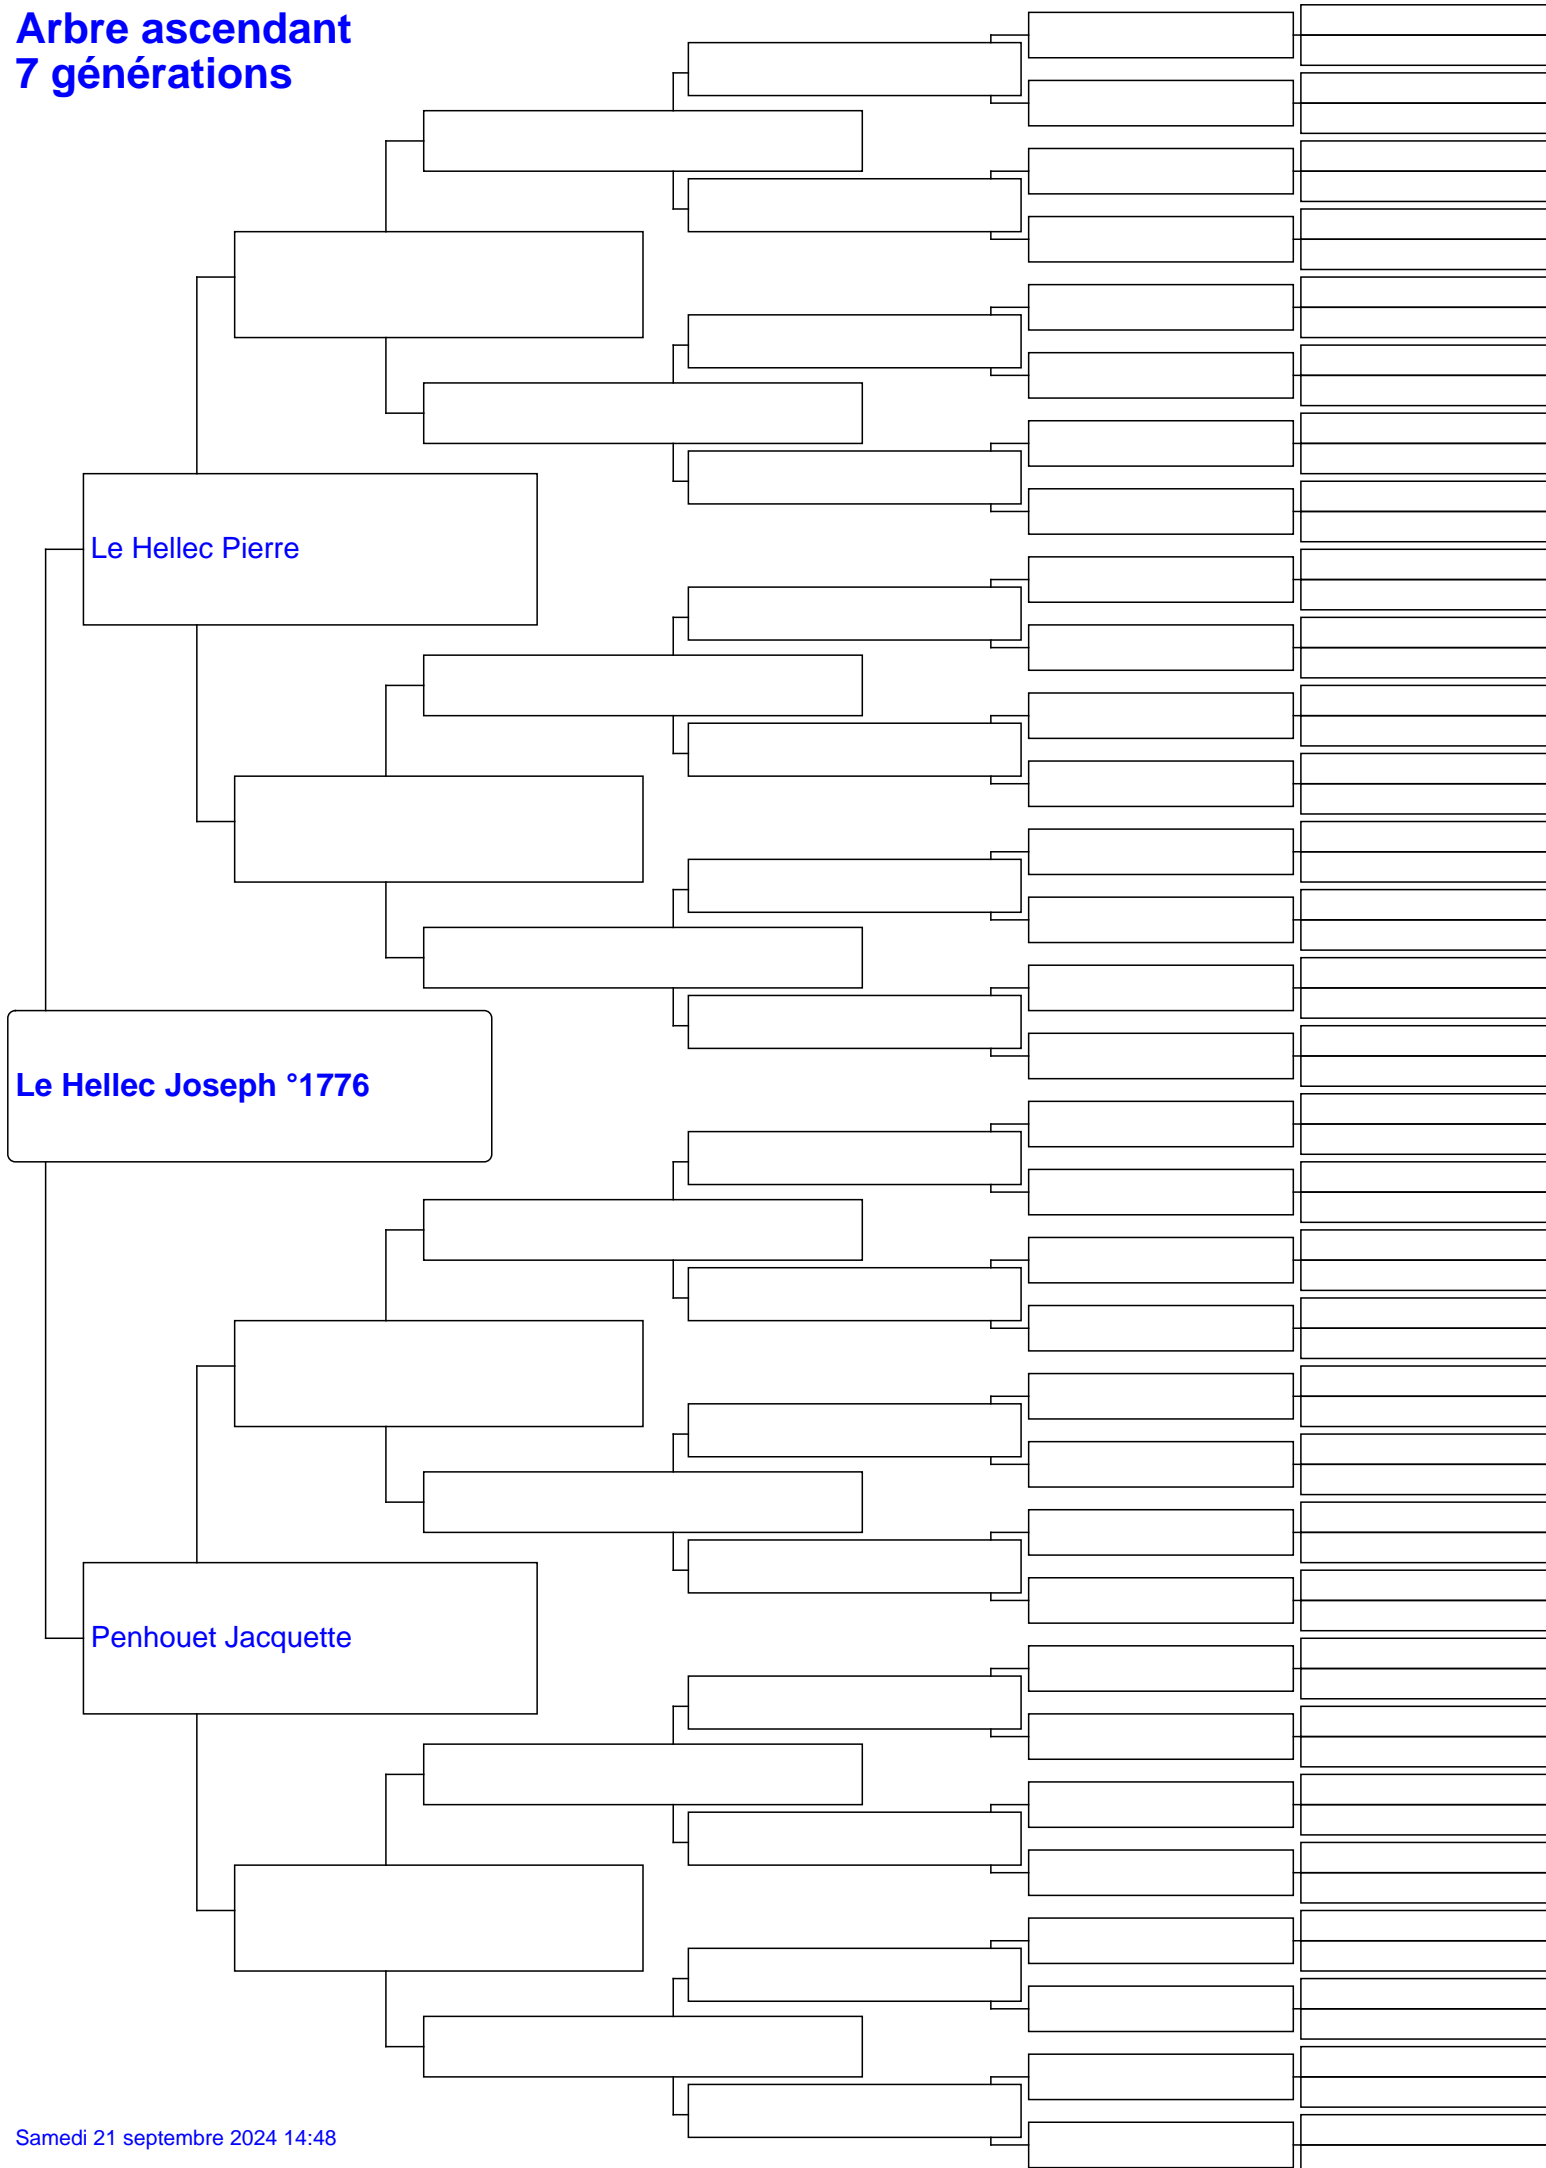 Arbre ascendant
7 générations
Le Hellec Pierre
Le Hellec Joseph °1776
Penhouet Jacquette
Samedi 21 septembre 2024 14:48